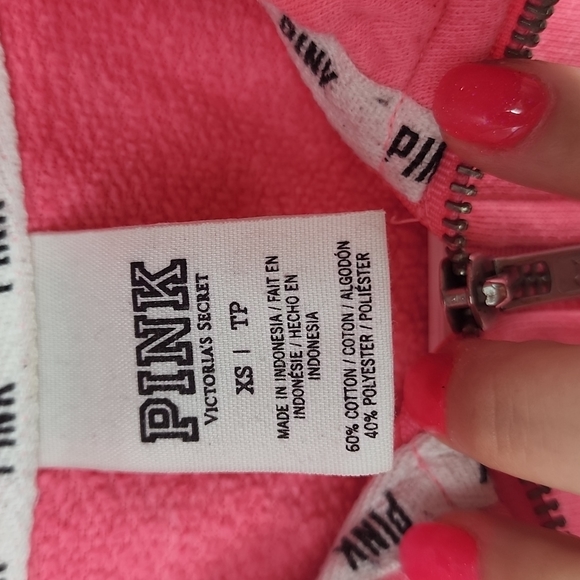 PINK
VICTORIA'S SECRET
XS | TP
MADE IN INDONESIA / FAIT EN
INDONÉSIE / HECHO EN
INDONESIA
60% COTTON / COTON / ALGODÓN
40% POLYESTER / POLIÉSTER
PINK
PINK
PINK